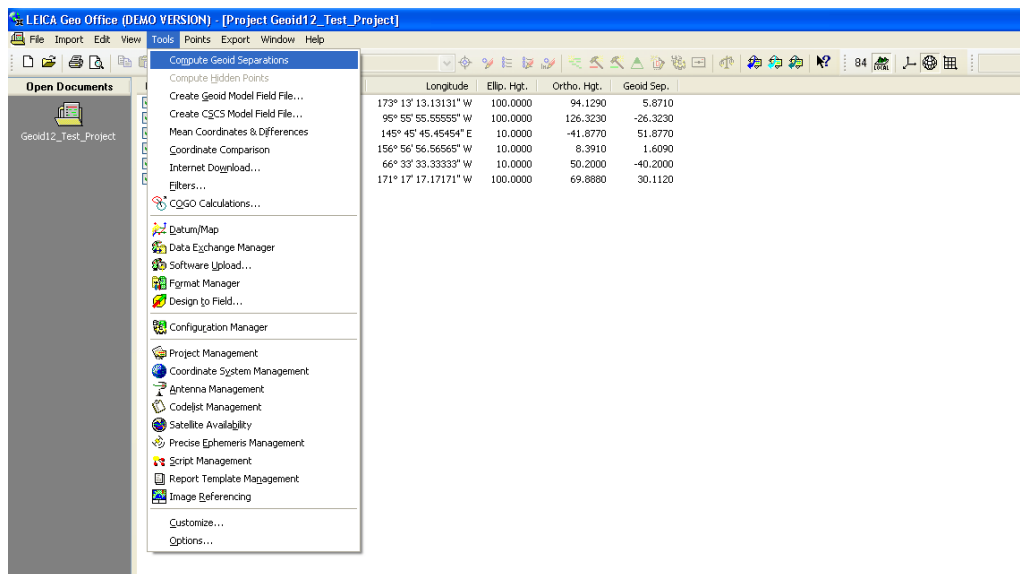 LEICA Geo Office (DEMO VERSION) - [Project Geoid12_Test_Project]
File Import Edit View Tools Points Export Window Help
84 LOCAL
Open Documents
Geoid12_Test_Project
Compute Geoid Separations
Compute Hidden Points
Create Geoid Model Field File...
Create CSCS Model Field File...
Mean Coordinates & Differences
Coordinate Comparison
Internet Download...
Filters...
COGO Calculations...
Datum/Map
Data Exchange Manager
Software Upload...
Format Manager
Design to Field...
Configuration Manager
Project Management
Coordinate System Management
Antenna Management
Codelist Management
Satellite Availability
Precise Ephemeris Management
Script Management
Report Template Management
Image Referencing
Customize...
Options...
Longitude Ellip. Hgt. Ortho. Hgt. Geoid Sep.
173° 13' 13.13131" W 100.0000 94.1290 5.8710
95° 55' 55.55555" W 100.0000 126.3230 -26.3230
145° 45' 45.45454" E 10.0000 -41.8770 51.8770
156° 56' 56.56565" W 10.0000 8.3910 1.6090
66° 33' 33.33333" W 10.0000 50.2000 -40.2000
171° 17' 17.17171" W 100.0000 69.8880 30.1120